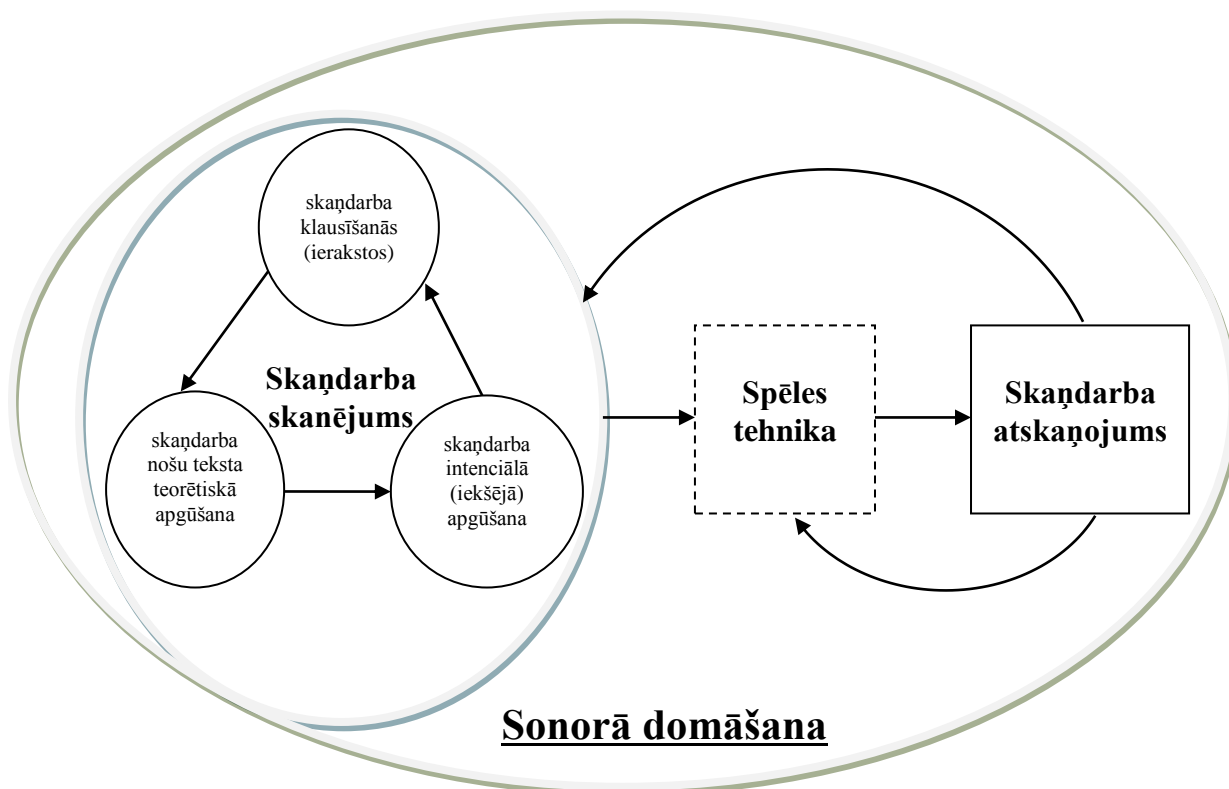 skaņdarba
klausīšanās
(ierakstos)
Skaņdarba
skanējums
skaņdarba
nošu teksta
teorētiskā
apgūšana
skaņdarba
intenciālā
(iekšējā)
apgūšana
Spēles
tehnika
Skaņdarba
atskaņojums
Sonorā domāšana